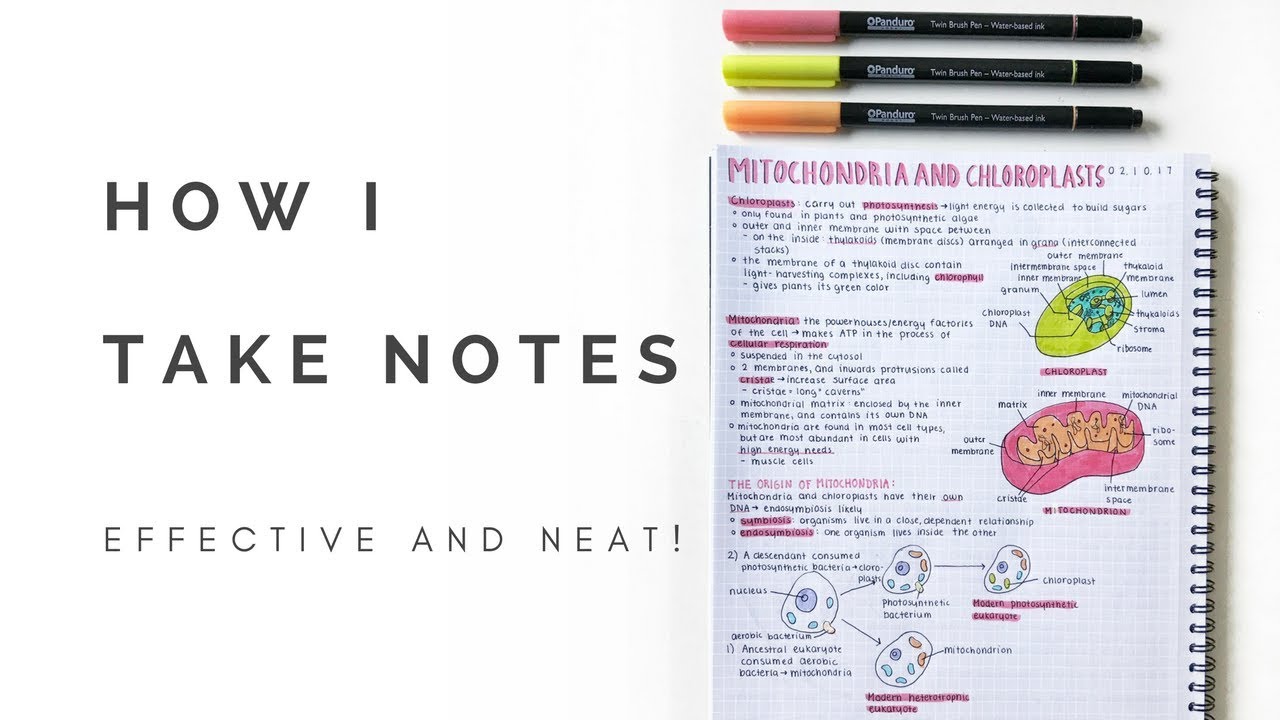 HOW I
TAKE NOTES
EFFECTIVE AND NEAT!
Panduro
Twin Brush Pen – Water-based ink
Panduro
Twin Brush Pen – Water-based ink
Panduro
Twin Brush Pen – Water-based ink
MITOCHONDRIA AND CHLOROPLASTS 02.10.17
Chloroplasts: carry out photosynthesis → light energy is collected to build sugars
° only found in plants and photosynthetic algae
° outer and inner membrane with space between
- on the inside: thylakoids (membrane discs) arranged in grana (interconnected
stacks)
° the membrane of a thylakoid disc contain
light-harvesting complexes, including chlorophyll
- gives plants its green color
outer membrane
intermembrane space
inner membrane
granum
chloroplast
DNA
thykaloid
membrane
lumen
thykaloids
stroma
ribosome
CHLOROPLAST
Mitochondria: the powerhouses/energy factories
of the cell → makes ATP in the process of
cellular respiration
° suspended in the cytosol
° 2 membranes, and inwards protrusions called
cristae → increase surface area
- cristae = long "caverns"
° mitochondrial matrix: enclosed by the inner
membrane, and contains its own DNA
° mitochondria are found in most cell types,
but are most abundant in cells with
high energy needs
- muscle cells
inner membrane
matrix
mitochondrial
DNA
ribo-
some
outer
membrane
cristae
intermembrane
space
MITOCHONDRION
THE ORIGIN OF MITOCHONDRIA:
Mitochondria and chloroplasts have their own
DNA → endosymbiosis likely
° symbiosis: organisms live in a close, dependent relationship
° endosymbiosis: one organism lives inside the other
2) A descendant consumed
photosynthetic bacteria → chloro-
plasts
nucleus
photosynthetic
bacterium
chloroplast
Modern photosynthetic
eukaryote
aerobic bacterium
1) Ancestral eukaryote
consumed aerobic
bacteria → mitochondria
mitochondrion
Modern heterotrophic
eukaryote